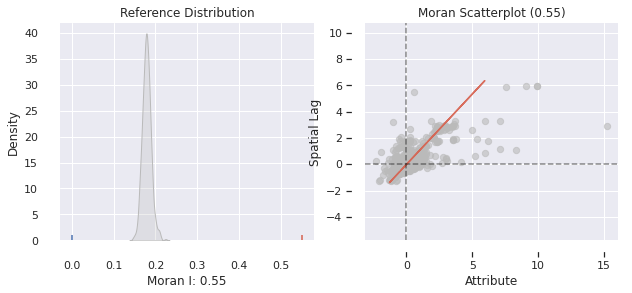 Reference Distribution
40
35
30
25
20
15
10
5
0
Density
0.0 0.1 0.2 0.3 0.4 0.5
Moran I: 0.55
Moran Scatterplot (0.55)
10
8
6
4
2
0
−2
−4
Spatial Lag
0 5 10 15
Attribute